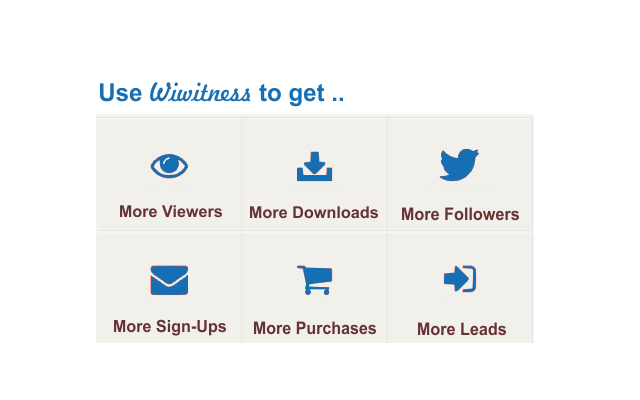 Use Wiwitness to get ..
More Viewers
More Downloads
More Followers
More Sign-Ups
More Purchases
More Leads